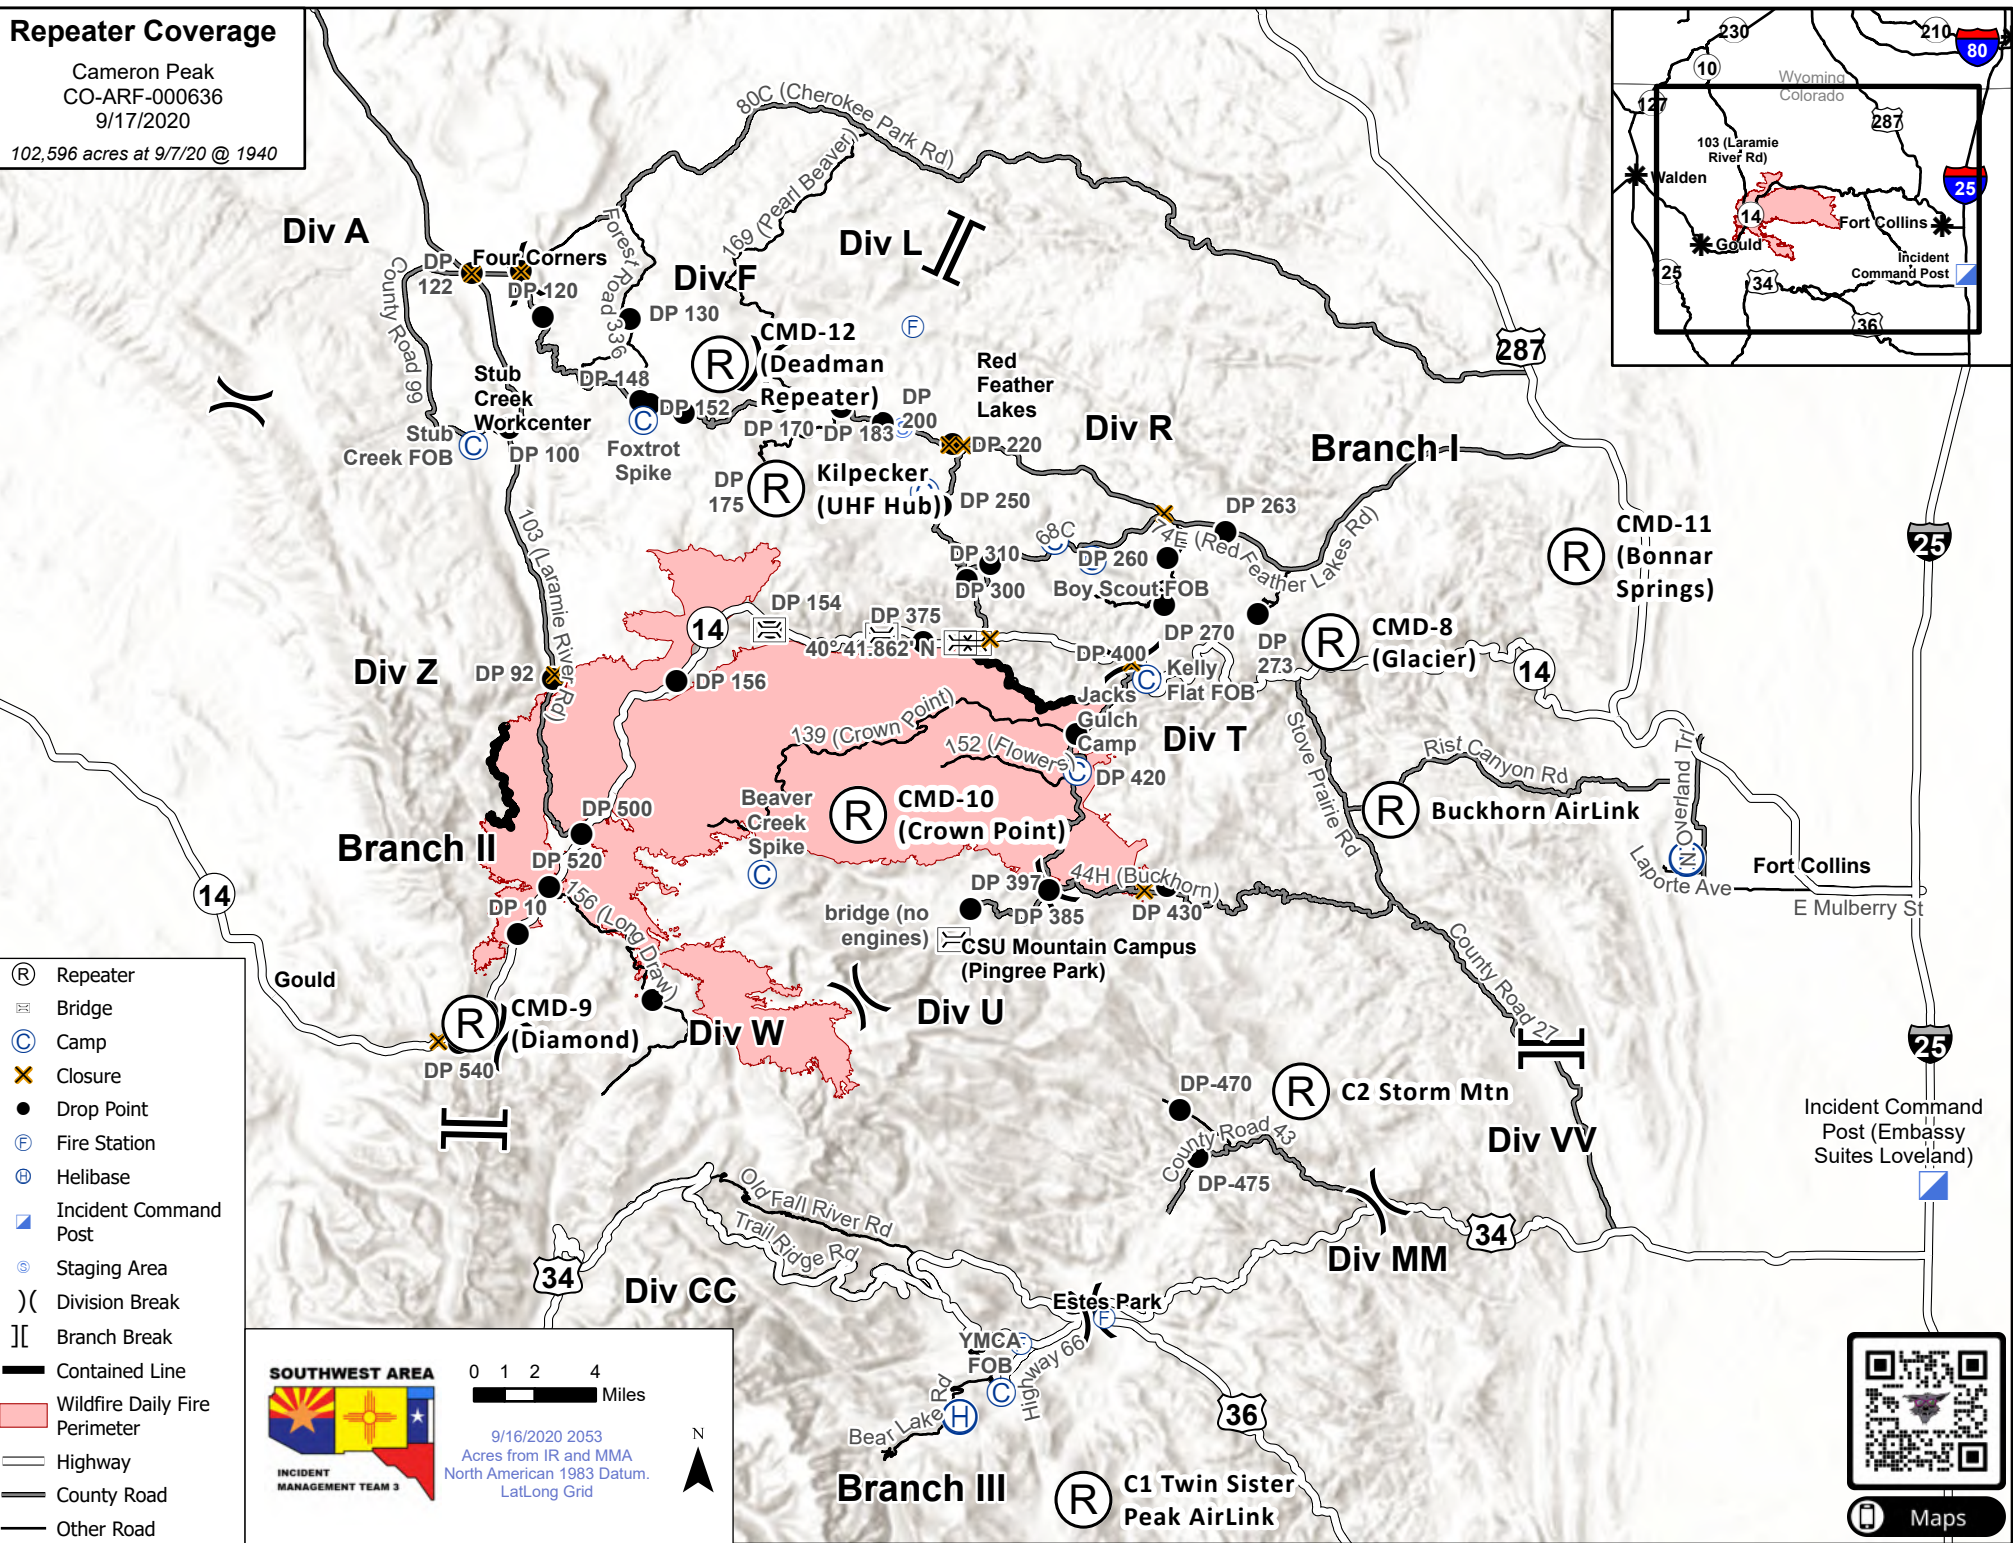 Repeater Coverage
Cameron Peak
CO-ARF-000636
9/17/2020
102,596 acres at 9/7/20 @ 1940
230
210
80
10
Wyoming
Colorado
127
287
103 (Laramie
River Rd)
25
Walden
14
Fort Collins
Gould
Incident
Command Post
125
34
36
80C (Cherokee Park Rd)
169 (Pearl Beaver)
Div A
Div L
Forest Road 336
Four Corners
DP
122
DP 120
Div F
County Road 99
DP 130
F
R
CMD-12
(Deadman
Repeater)
Red
Feather
Lakes
287
Stub
Creek
Workcenter
DP 148
DP 152
DP
200
DP 170
DP 183
S
Stub
Creek FOB
C
DP 100
C
Foxtrot
Spike
DP 220
Div R
Branch I
DP
175
R
Kilpecker
(UHF Hub)
DP 250
DP 263
103 (Laramie River Rd)
68C
74E (Red Feather Lakes Rd)
R
CMD-11
(Bonnar
Springs)
25
DP 310
DP 260
DP 300
Boy Scout FOB
DP 154
DP 375
14
40°41.862 N
DP 270
DP
273
R
CMD-8
(Glacier)
14
Div Z
DP 92
DP 156
DP 400
C
Kelly
Flat FOB
Jacks
Gulch
Camp
139 (Crown Point)
152 (Flowers)
C
DP 420
Div T
Stove Prairie Rd
Rist Canyon Rd
N Overland Trl
DP 500
Beaver
Creek
Spike
C
R
CMD-10
(Crown Point)
R
Buckhorn AirLink
Branch II
DP 520
Laporte Ave
Fort Collins
E Mulberry St
14
DP 10
156 (Long Draw)
DP 397
44H (Buckhorn)
DP 385
DP 430
bridge (no
engines)
CSU Mountain Campus
(Pingree Park)
County Road 27
Gould
R
CMD-9
(Diamond)
DP 540
Div W
Div U
25
DP-470
R
C2 Storm Mtn
County Road 43
DP-475
Div VV
Incident Command
Post (Embassy
Suites Loveland)
Old Fall River Rd
Trail Ridge Rd
34
34
Div MM
Div CC
Estes Park
F
YMCA
FOB
F
C
Highway 66
Bear Lake Rd
H
36
Branch III
R
C1 Twin Sister
Peak AirLink
R Repeater
Bridge
C Camp
Closure
Drop Point
F Fire Station
H Helibase
Incident Command
Post
S Staging Area
)( Division Break
][ Branch Break
Contained Line
Wildfire Daily Fire
Perimeter
Highway
County Road
Other Road
SOUTHWEST AREA
INCIDENT
MANAGEMENT TEAM 3
0 1 2 4
Miles
9/16/2020 2053
Acres from IR and MMA
North American 1983 Datum.
LatLong Grid
N
Maps